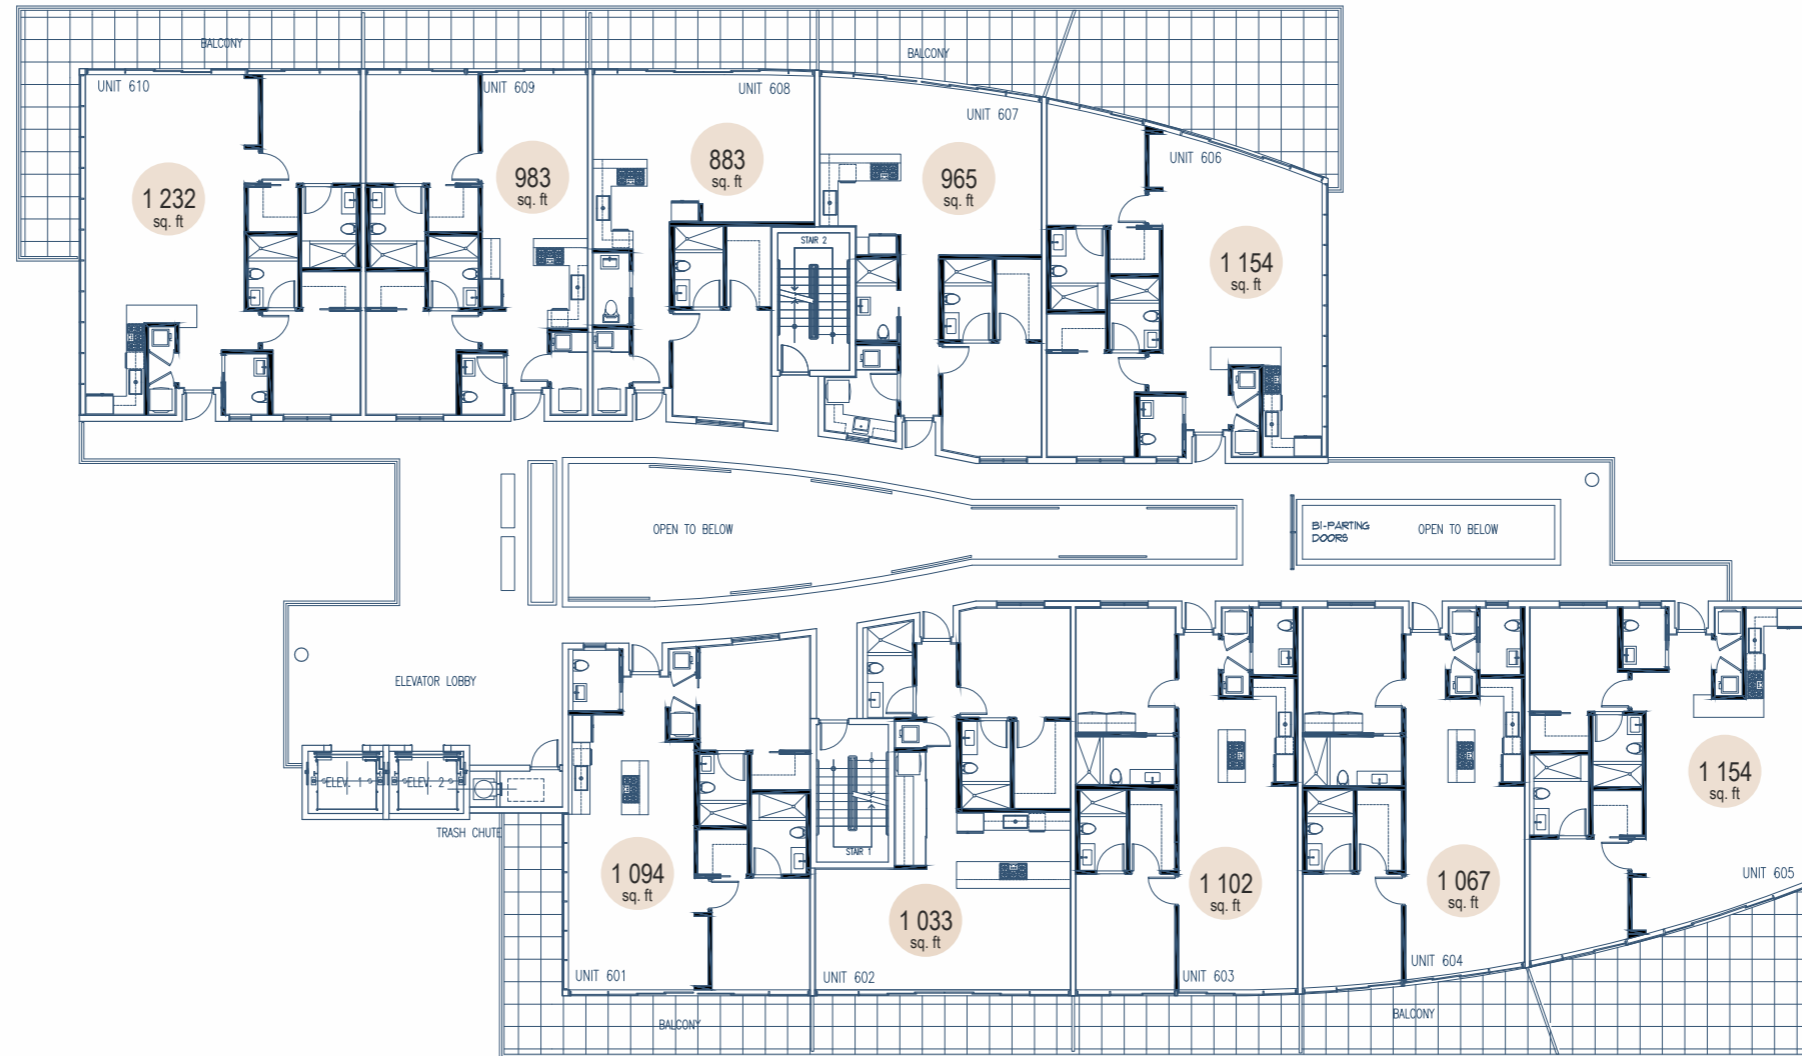 BALCONY
BALCONY
UNIT 610
UNIT 609
UNIT 608
UNIT 607
UNIT 606
1 232
sq. ft
983
sq. ft
883
sq. ft
965
sq. ft
1 154
sq. ft
STAIR 2
OPEN TO BELOW
BI-PARTING
DOORS
OPEN TO BELOW
ELEVATOR LOBBY
ELEV. 1
ELEV. 2
TRASH CHUTE
STAIR 1
1 094
sq. ft
1 033
sq. ft
1 102
sq. ft
1 067
sq. ft
1 154
sq. ft
UNIT 601
UNIT 602
UNIT 603
UNIT 604
UNIT 605
BALCONY
BALCONY